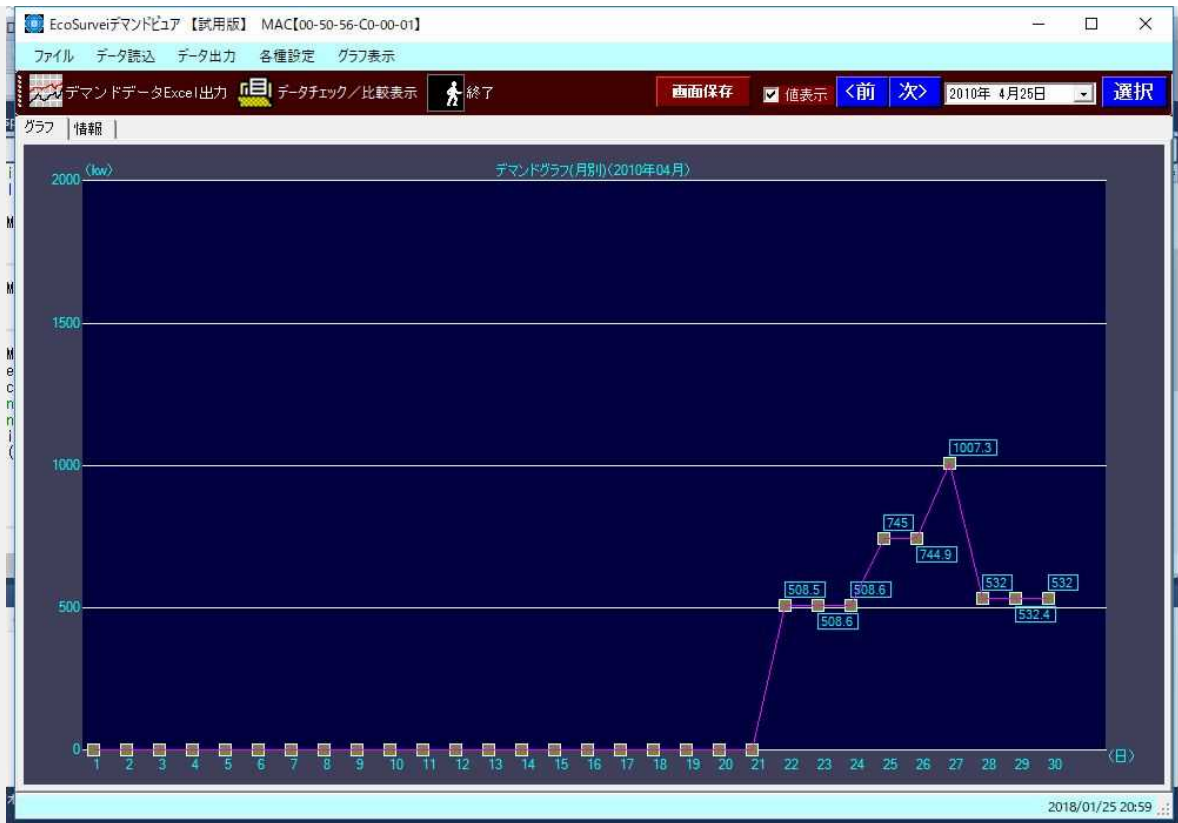 EcoSurveiデマンドビュア 【試用版】 MAC【00-50-56-C0-00-01】
ファイル データ読込 データ出力 各種設定 グラフ表示
デマンドデータExcel出力 データチェック／比較表示 終了 画面保存 値表示 <前 次> 2010年 4月25日 選択
グラフ 情報
(kw) デマンドグラフ(月別)(2010年04月)
2000
1500
1000
500
0
1007.3
745
744.9
508.5
508.6
508.6
532
532
532.4
1 2 3 4 5 6 7 8 9 10 11 12 13 14 15 16 17 18 19 20 21 22 23 24 25 26 27 28 29 30 (日)
2018/01/25 20:59